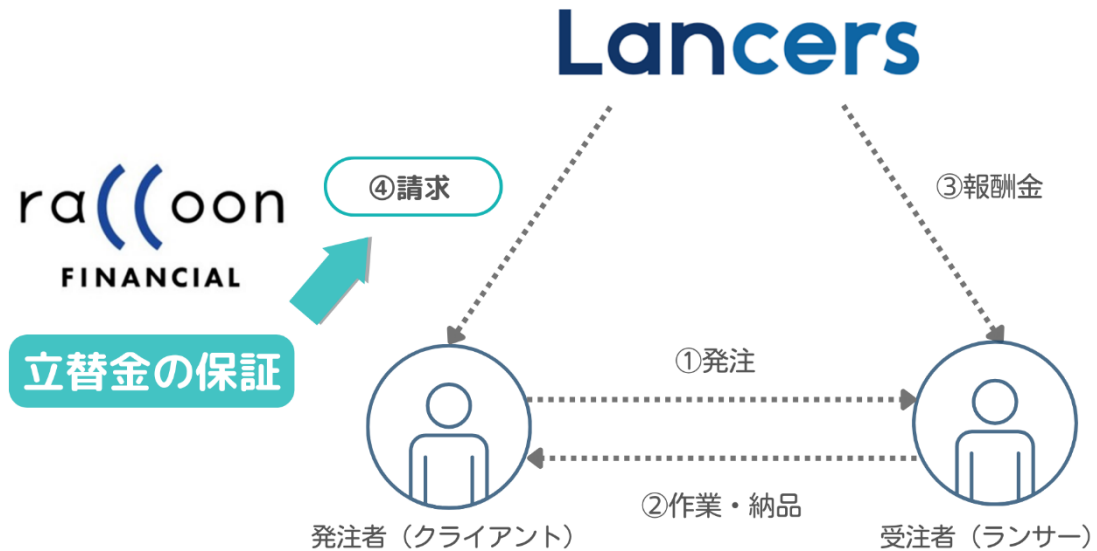 Lancers
raccoon
FINANCIAL
④請求
③報酬金
立替金の保証
①発注
②作業・納品
発注者（クライアント）
受注者（ランサー）